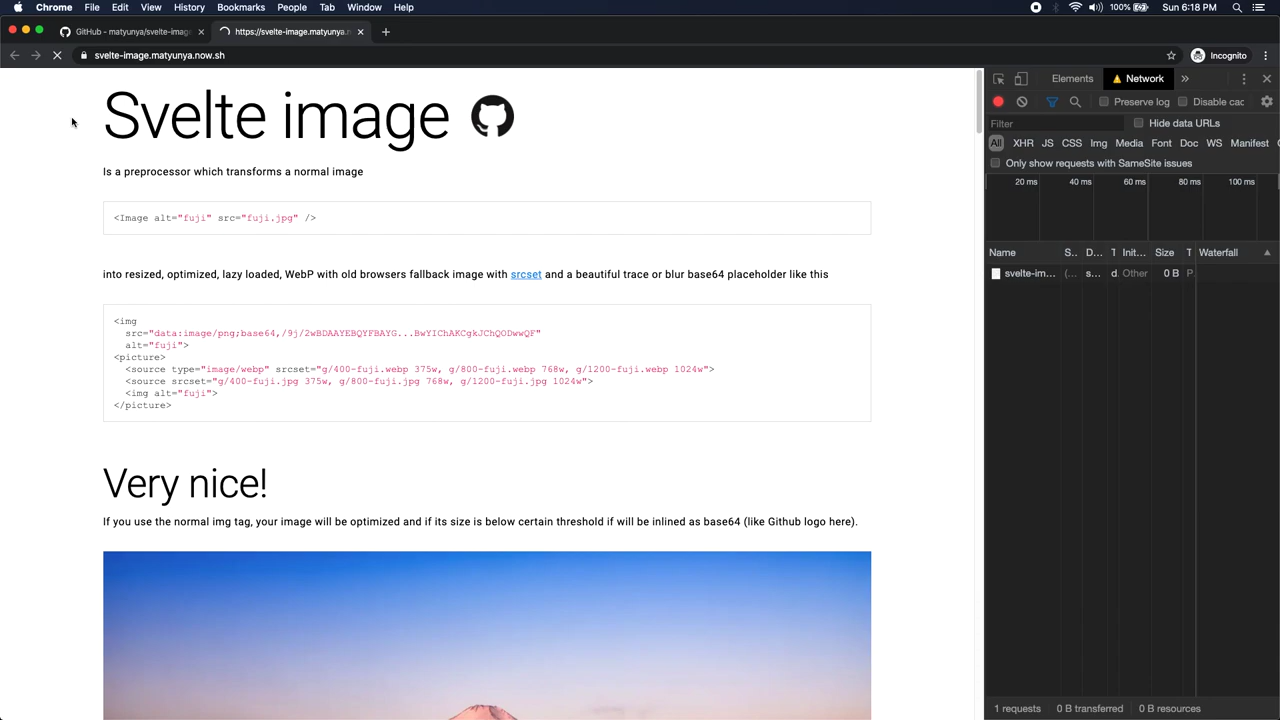 Chrome File Edit View History Bookmarks People Tab Window Help 100% Sun 6:18 PM
GitHub - matyunya/svelte-imag
https://svelte-image.matyunya.n
svelte-image.matyunya.now.sh Incognito
Svelte image
Is a preprocessor which transforms a normal image
<Image alt="fuji" src="fuji.jpg" />
into resized, optimized, lazy loaded, WebP with old browsers fallback image with srcset and a beautiful trace or blur base64 placeholder like this
<img
src="data:image/png;base64,/9j/2wBDAAYEBQYFBAYG...BwYIChAKCgkJChQODwwQF"
alt="fuji">
<picture>
<source type="image/webp" srcset="g/400-fuji.webp 375w, g/800-fuji.webp 768w, g/1200-fuji.webp 1024w">
<source srcset="g/400-fuji.jpg 375w, g/800-fuji.jpg 768w, g/1200-fuji.jpg 1024w">
<img alt="fuji">
</picture>
Very nice!
If you use the normal img tag, your image will be optimized and if its size is below certain threshold if will be inlined as base64 (like Github logo here).
Elements Network »
Preserve log Disable cac
Filter Hide data URLs
All XHR JS CSS Img Media Font Doc WS Manifest
Only show requests with SameSite issues
20 ms 40 ms 60 ms 80 ms 100 ms
Name S.. D... T Init... Size T Waterfall
svelte-im... (... s... d. Other 0 B P
1 requests 0 B transferred 0 B resources